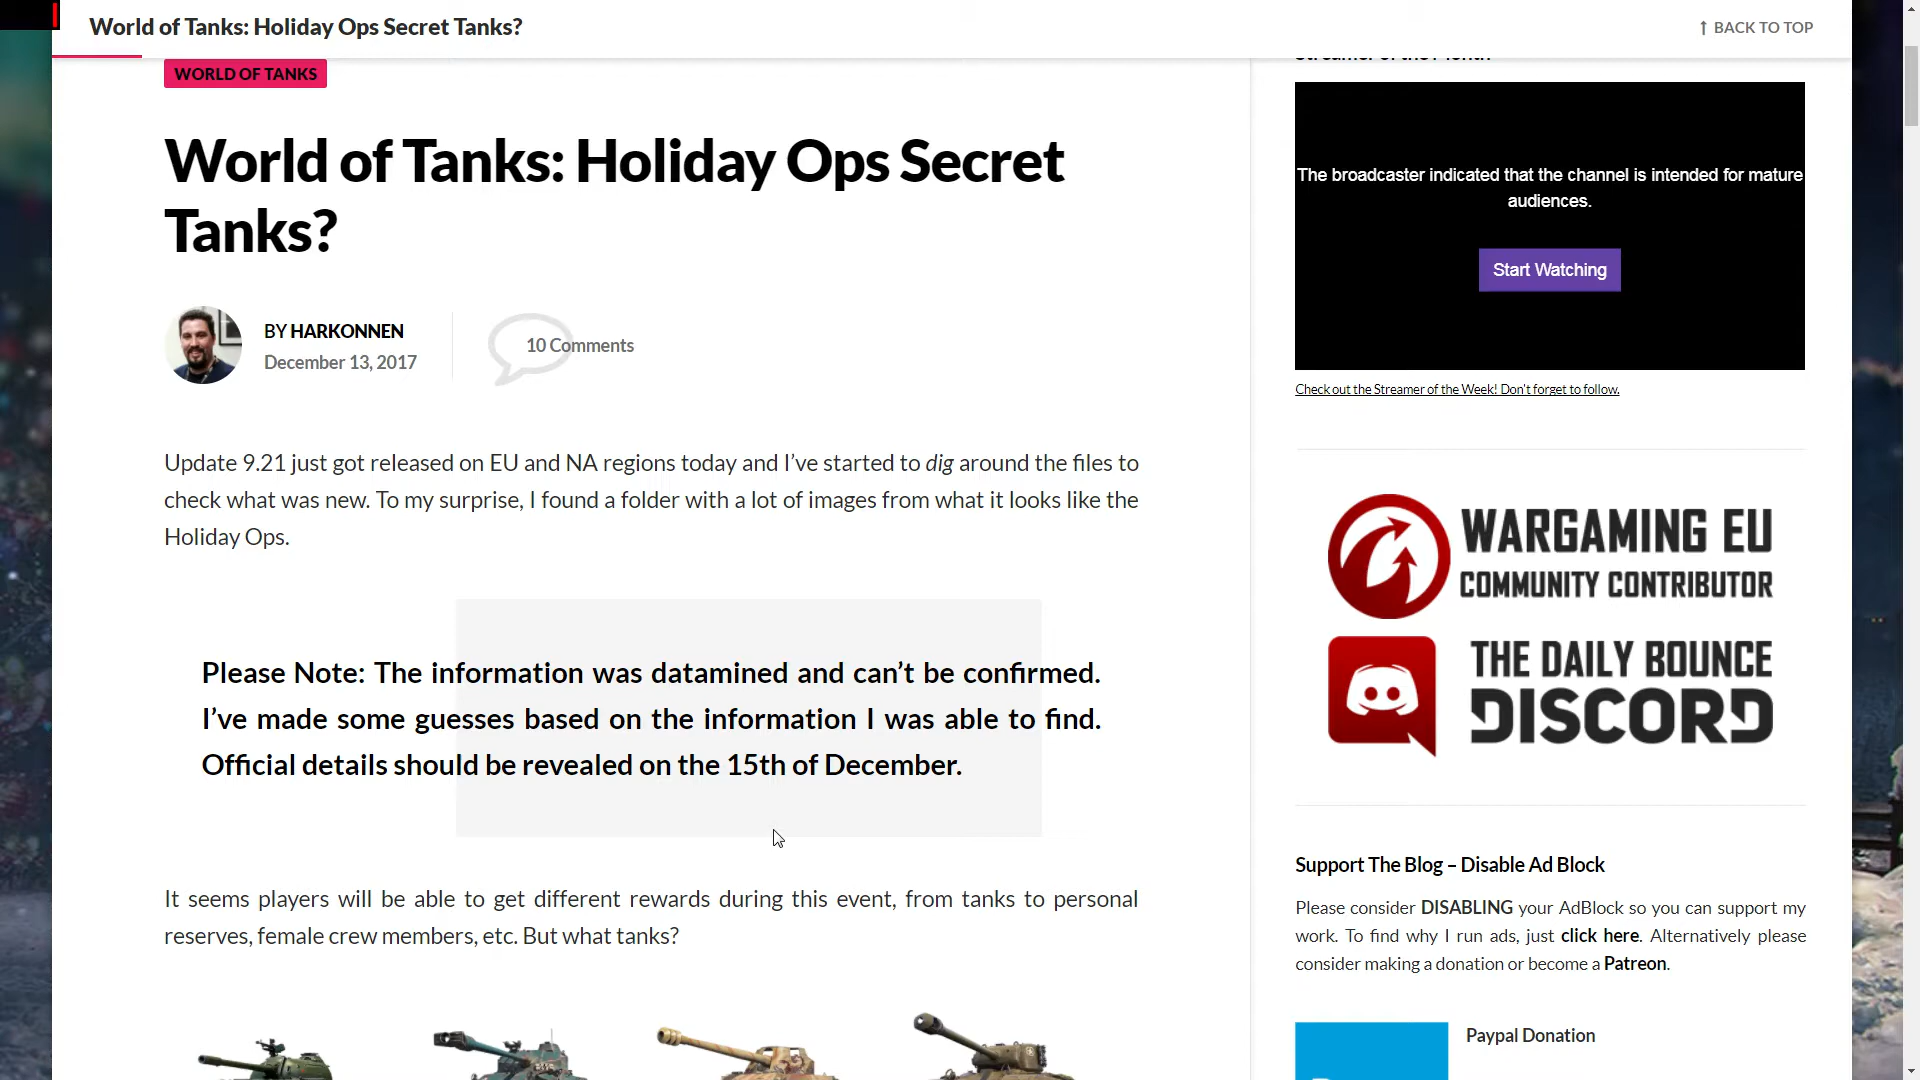 World of Tanks: Holiday Ops Secret Tanks?
↑ BACK TO TOP
WORLD OF TANKS
World of Tanks: Holiday Ops Secret
Tanks?
BY HARKONNEN
December 13, 2017
10 Comments
Update 9.21 just got released on EU and NA regions today and I’ve started to dig around the files to
check what was new. To my surprise, I found a folder with a lot of images from what it looks like the
Holiday Ops.
Please Note: The information was datamined and can’t be confirmed.
I’ve made some guesses based on the information I was able to find.
Official details should be revealed on the 15th of December.
It seems players will be able to get different rewards during this event, from tanks to personal
reserves, female crew members, etc. But what tanks?
Streamer of the Month
The broadcaster indicated that the channel is intended for mature
audiences.
Start Watching
Check out the Streamer of the Week! Don't forget to follow.
WARGAMING EU
COMMUNITY CONTRIBUTOR
THE DAILY BOUNCE
DISCORD
Support The Blog – Disable Ad Block
Please consider DISABLING your AdBlock so you can support my
work. To find why I run ads, just click here. Alternatively please
consider making a donation or become a Patreon.
Paypal Donation